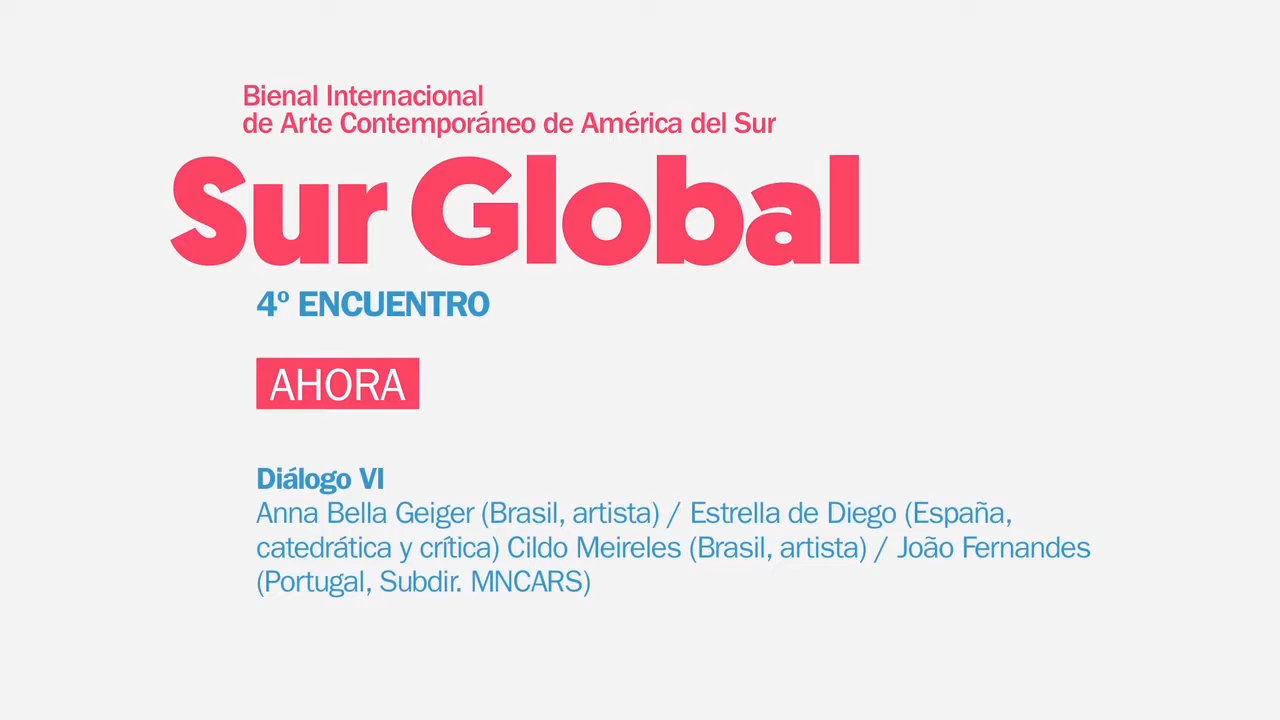 Bienal Internacional
de Arte Contemporáneo de América del Sur
Sur Global
4º ENCUENTRO
AHORA
Diálogo VI
Anna Bella Geiger (Brasil, artista) / Estrella de Diego (España,
catedrática y crítica) Cildo Meireles (Brasil, artista) / João Fernandes
(Portugal, Subdir. MNCARS)